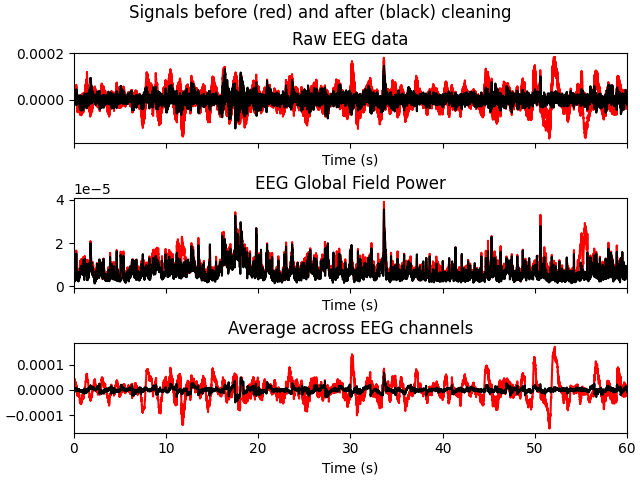 Signals before (red) and after (black) cleaning
Raw EEG data
0.0002
0.0000
Time (s)
EEG Global Field Power
1e−5
4
2
0
Time (s)
Average across EEG channels
0.0001
0.0000
−0.0001
0 10 20 30 40 50 60
Time (s)